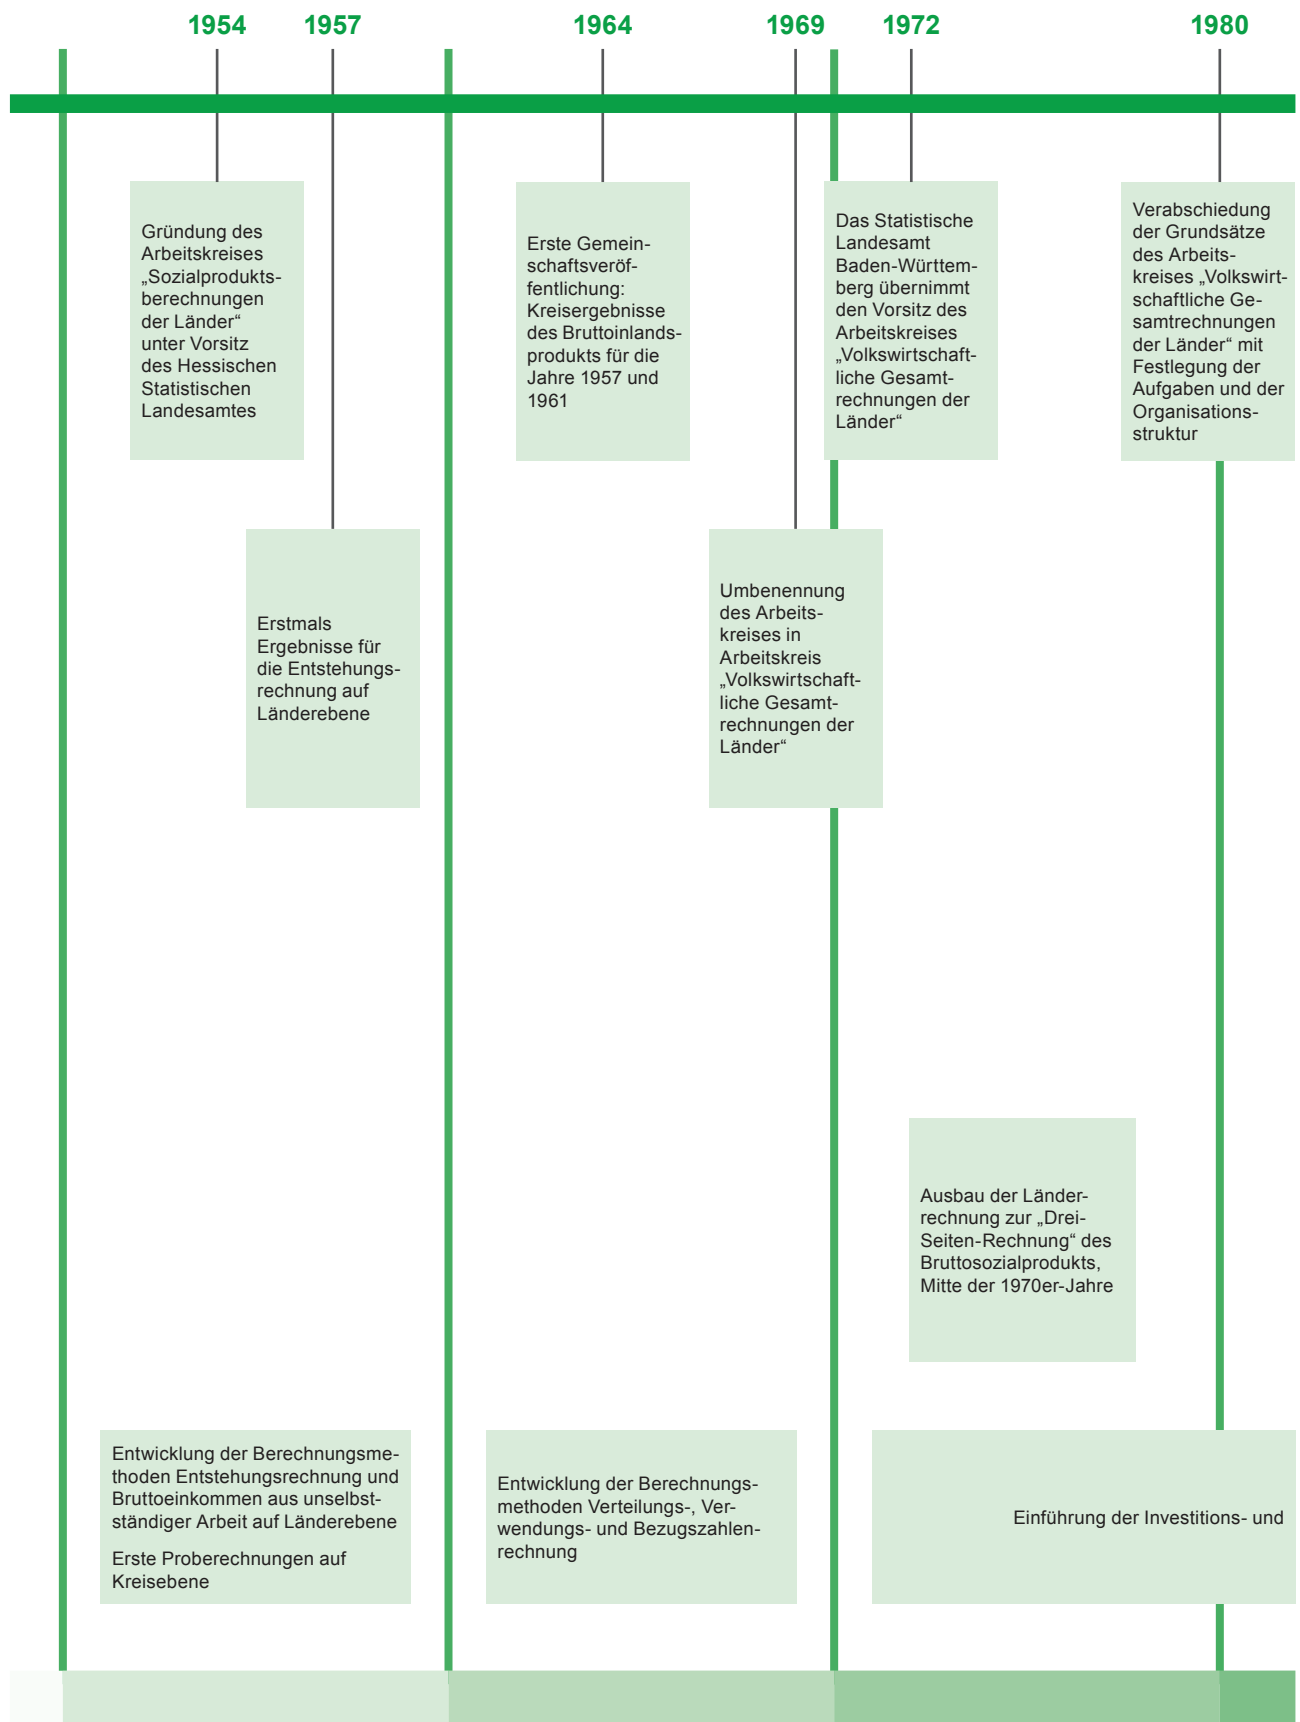 1954
1957
1964
1969
1972
1980
Gründung des
Arbeitskreises
„Sozialprodukts-
berechnungen
der Länder“
unter Vorsitz
des Hessischen
Statistischen
Landesamtes
Erste Gemein-
schaftsveröf-
fentlichung:
Kreisergebnisse
des Bruttoinlands-
produkts für die
Jahre 1957 und
1961
Das Statistische
Landesamt
Baden-Württem-
berg übernimmt
den Vorsitz des
Arbeitskreises
„Volkswirtschaft-
liche Gesamt-
rechnungen der
Länder“
Verabschiedung
der Grundsätze
des Arbeits-
kreises „Volkswirt-
schaftliche Ge-
samtrechnungen
der Länder“ mit
Festlegung der
Aufgaben und der
Organisations-
struktur
Erstmals
Ergebnisse für
die Entstehungs-
rechnung auf
Länderebene
Umbenennung
des Arbeits-
kreises in
Arbeitskreis
„Volkswirtschaft-
liche Gesamt-
rechnungen der
Länder“
Ausbau der Länder-
rechnung zur „Drei-
Seiten-Rechnung“ des
Bruttosozialprodukts,
Mitte der 1970er-Jahre
Entwicklung der Berechnungsme-
thoden Entstehungsrechnung und
Bruttoeinkommen aus unselbst-
ständiger Arbeit auf Länderebene
Erste Proberechnungen auf
Kreisebene
Entwicklung der Berechnungs-
methoden Verteilungs-, Ver-
wendungs- und Bezugszahlen-
rechnung
Einführung der Investitions- und